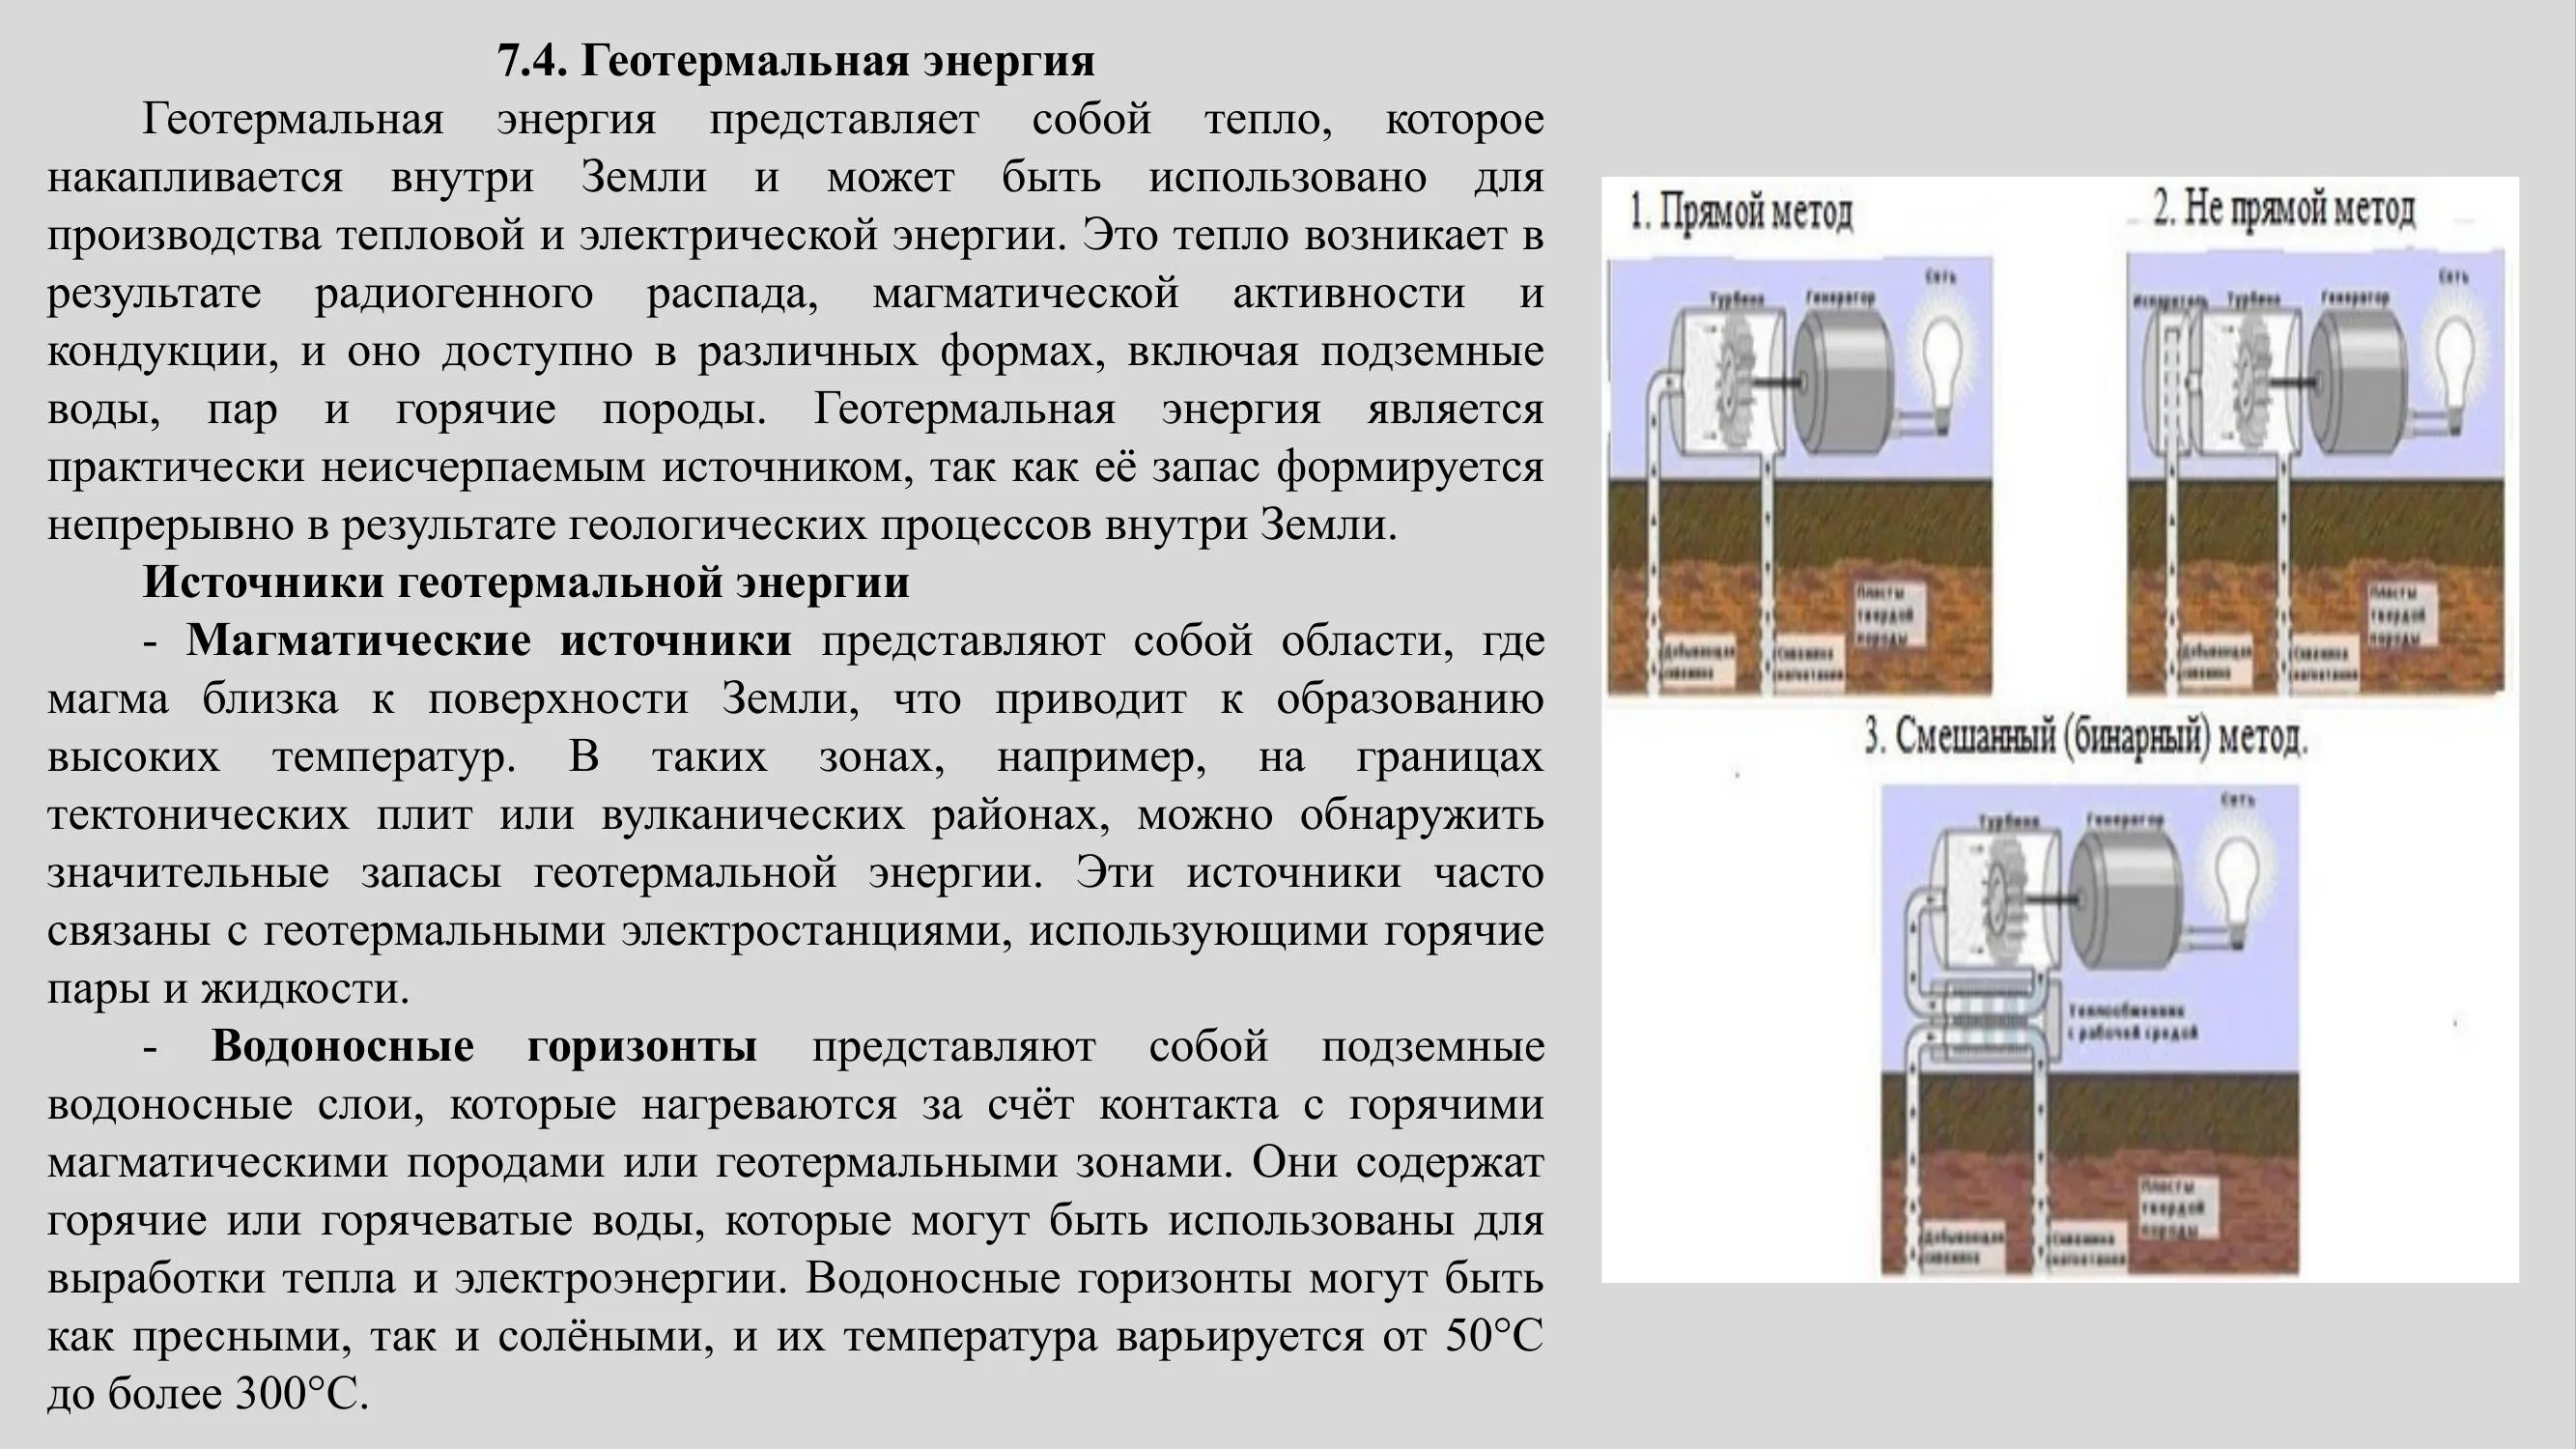 7.4. Геотермальная энергия
Геотермальная энергия представляет собой тепло, которое
накапливается внутри Земли и может быть использовано для
производства тепловой и электрической энергии. Это тепло возникает в
результате радиогенного распада, магматической активности и
кондукции, и оно доступно в различных формах, включая подземные
воды, пар и горячие породы. Геотермальная энергия является
практически неисчерпаемым источником, так как её запас формируется
непрерывно в результате геологических процессов внутри Земли.
Источники геотермальной энергии
- Магматические источники представляют собой области, где
магма близка к поверхности Земли, что приводит к образованию
высоких температур. В таких зонах, например, на границах
тектонических плит или вулканических районах, можно обнаружить
значительные запасы геотермальной энергии. Эти источники часто
связаны с геотермальными электростанциями, использующими горячие
пары и жидкости.
- Водоносные горизонты представляют собой подземные
водоносные слои, которые нагреваются за счёт контакта с горячими
магматическими породами или геотермальными зонами. Они содержат
горячие или горячеватые воды, которые могут быть использованы для
выработки тепла и электроэнергии. Водоносные горизонты могут быть
как пресными, так и солёными, и их температура варьируется от 50°C
до более 300°C.
1. Прямой метод
Сеть
Турбина Генератор
Пласты
твердой
породы
Добывающая
скважина
Скважина
нагнетания
2. Не прямой метод
Сеть
Испаритель Турбина Генератор
Пласты
твердой
породы
Добывающая
скважина
Скважина
нагнетания
3. Смешанный (бинарный) метод.
Сеть
Турбина Генератор
Теплообменник
с рабочей средой
Пласты
твердой
породы
Добывающая
скважина
Скважина
нагнетания